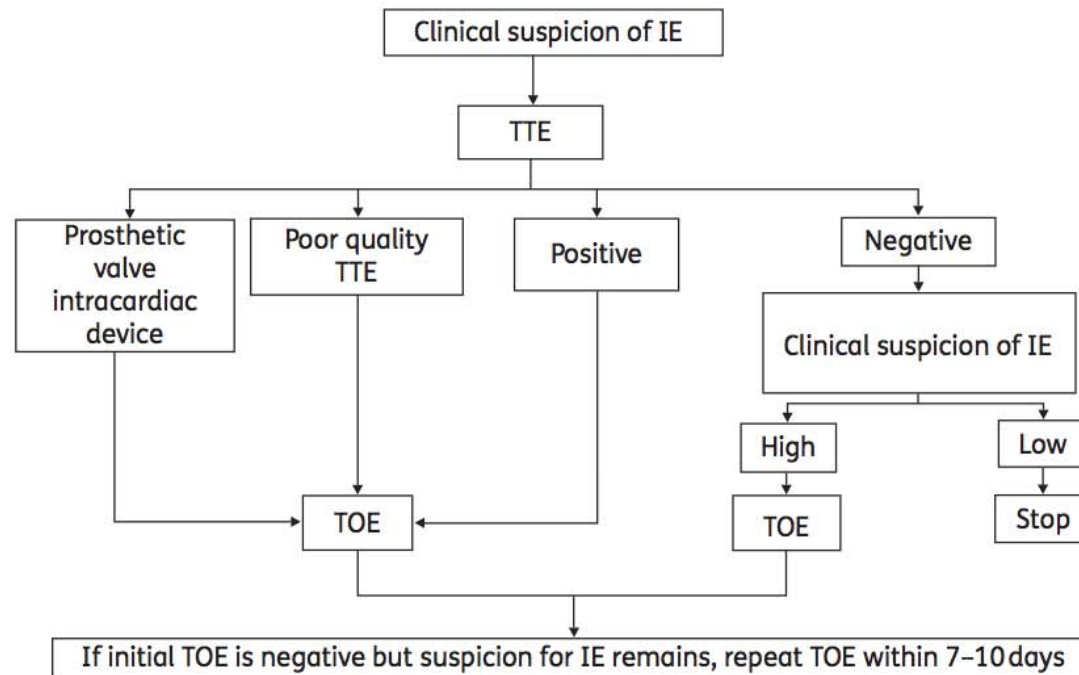 Clinical suspicion of IE
TTE
Prosthetic
valve
intracardiac
device
Poor quality
TTE
Positive
Negative
Clinical suspicion of IE
High
Low
TOE
TOE
Stop
If initial TOE is negative but suspicion for IE remains, repeat TOE within 7–10 days